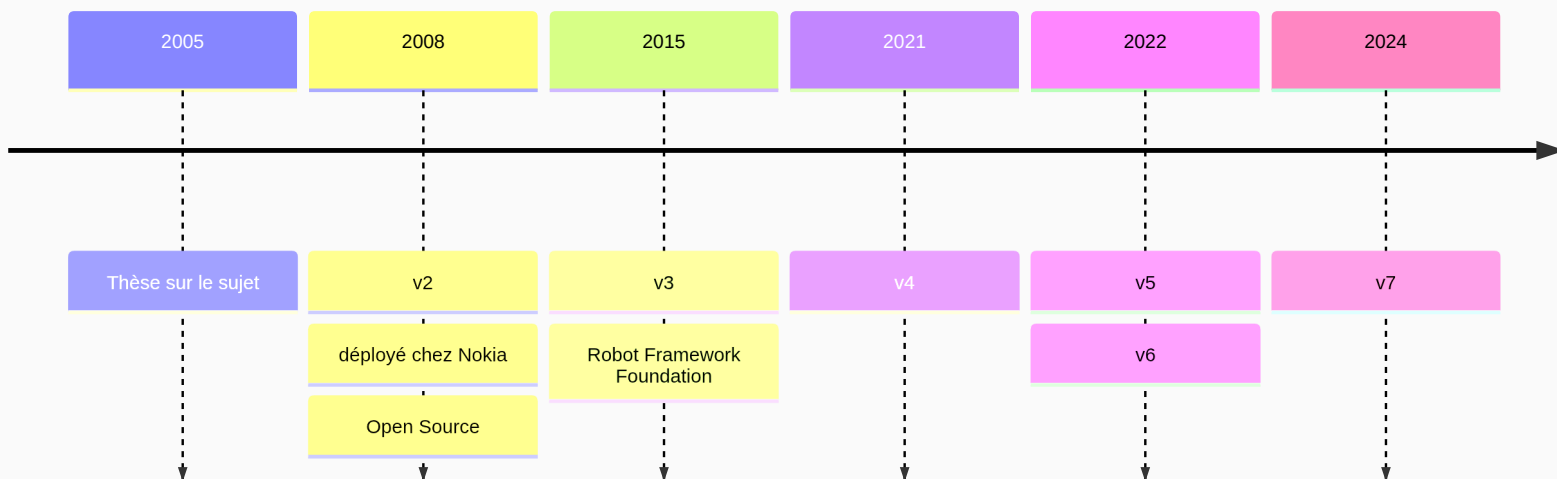 2005
2008
2015
2021
2022
2024
Thèse sur le sujet
v2
v3
v4
v5
v7
déployé chez Nokia
Robot Framework
Foundation
v6
Open Source